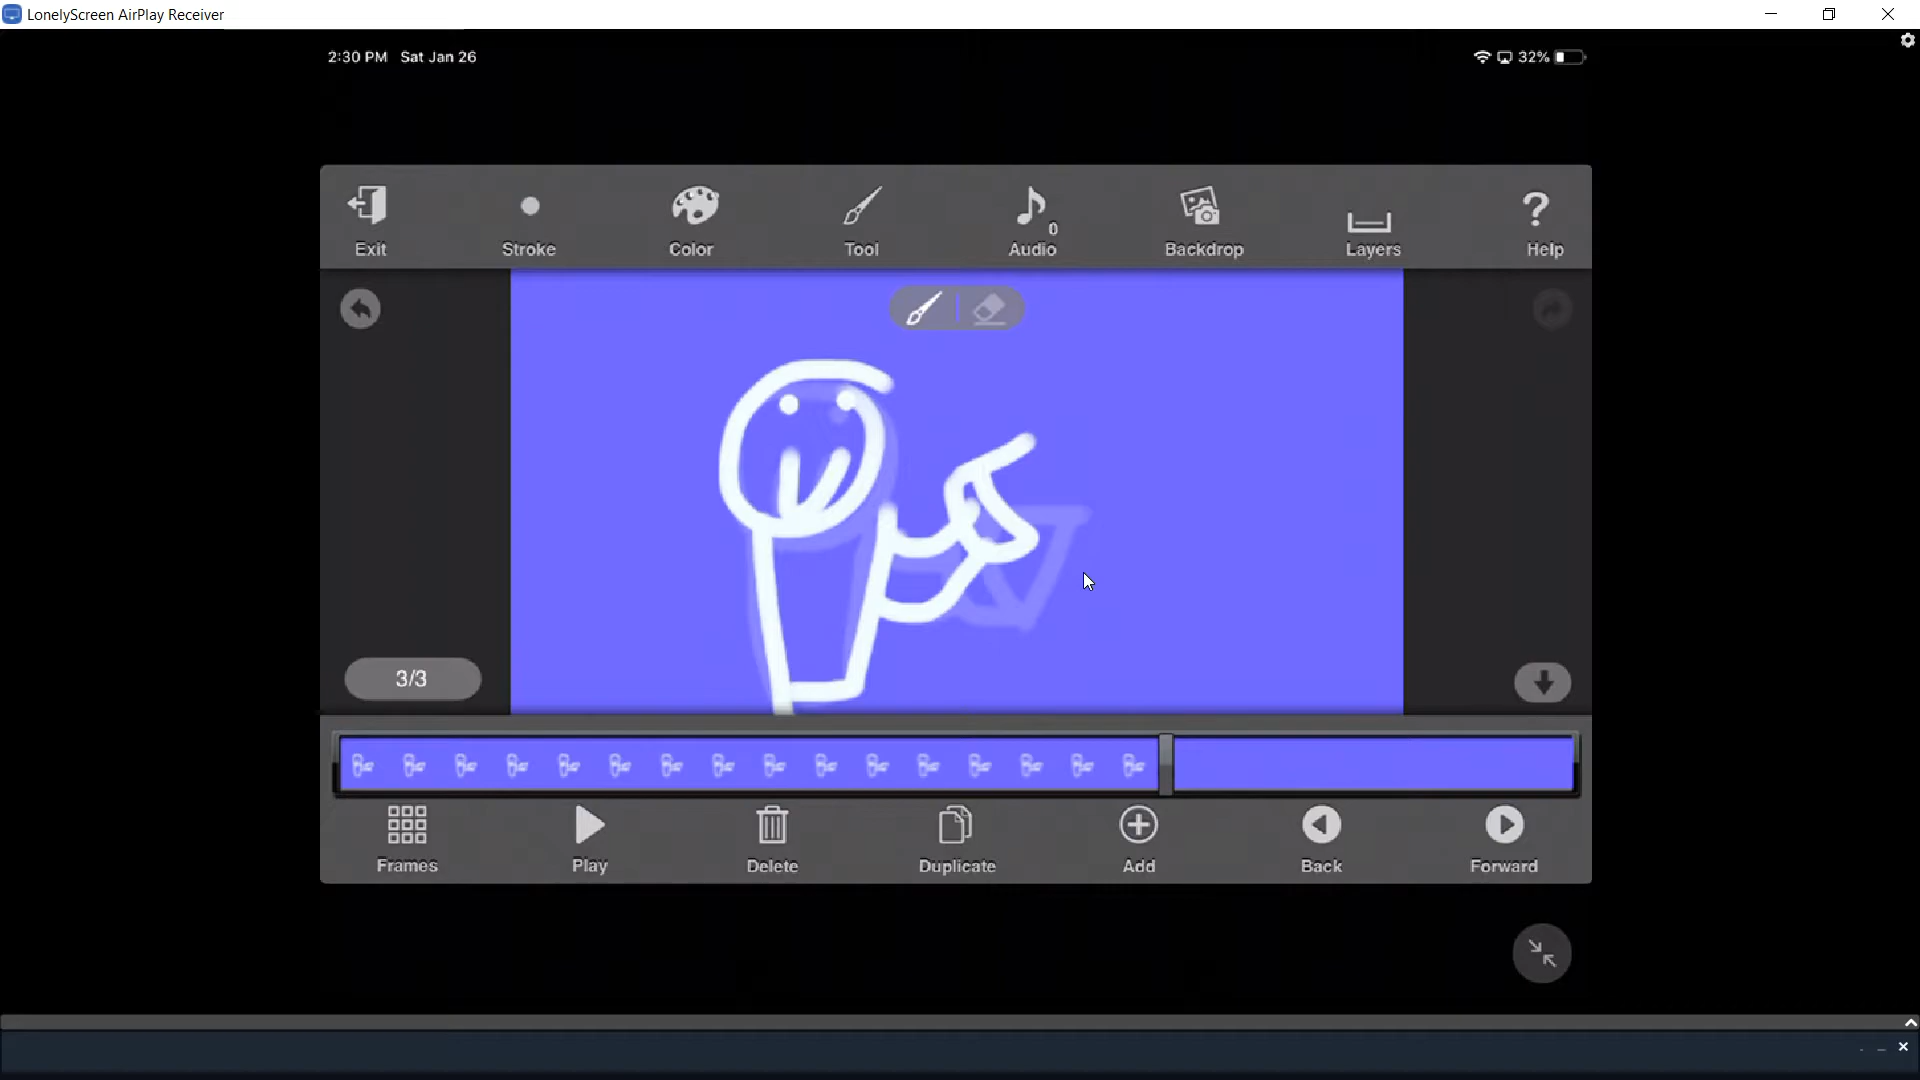 LonelyScreen AirPlay Receiver
2:30 PM Sat Jan 26
32%
Exit
Stroke
Color
Tool
0
Audio
Backdrop
Layers
?
Help
3/3
Frames
Play
Delete
Duplicate
Add
Back
Forward